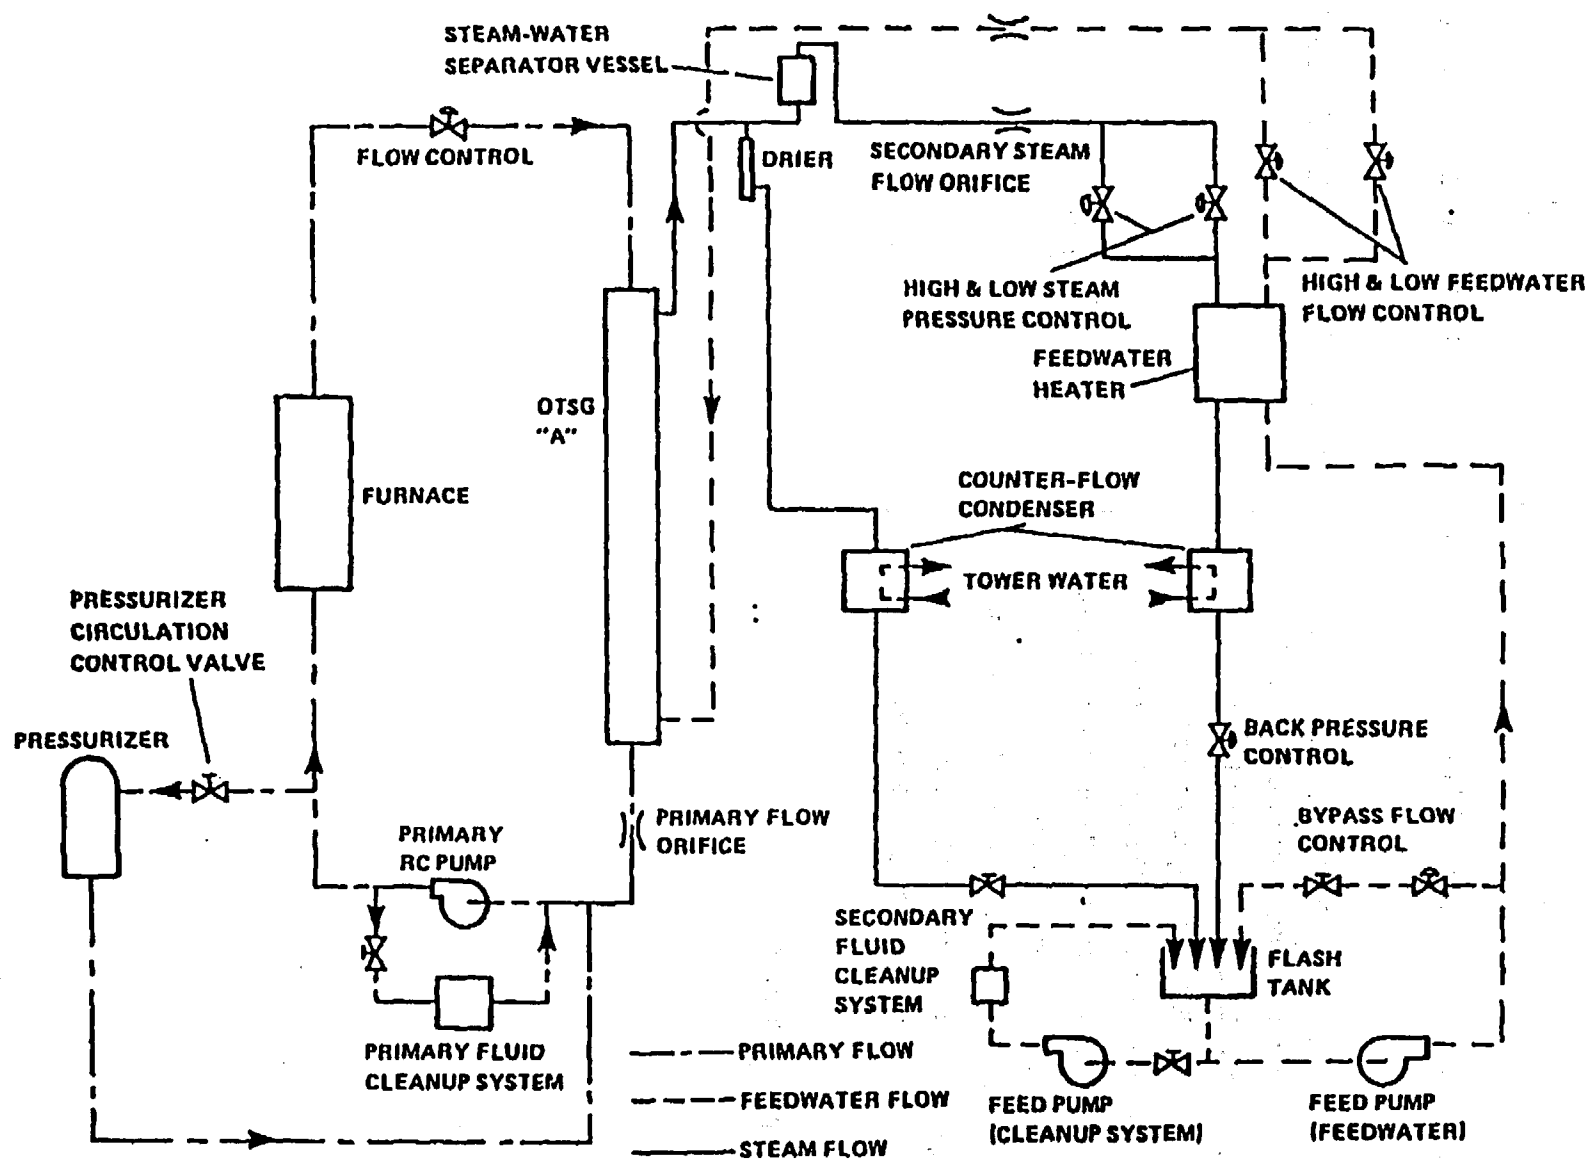 STEAM-WATER
SEPARATOR VESSEL
FLOW CONTROL
DRIER
SECONDARY STEAM
FLOW ORIFICE
HIGH & LOW STEAM
PRESSURE CONTROL
HIGH & LOW FEEDWATER
FLOW CONTROL
FEEDWATER
HEATER
OTSG
"A"
FURNACE
COUNTER-FLOW
CONDENSER
TOWER WATER
PRESSURIZER
CIRCULATION
CONTROL VALVE
PRESSURIZER
BACK PRESSURE
CONTROL
PRIMARY FLOW
ORIFICE
PRIMARY
RC PUMP
BYPASS FLOW
CONTROL
SECONDARY
FLUID
CLEANUP
SYSTEM
FLASH
TANK
PRIMARY FLUID
CLEANUP SYSTEM
PRIMARY FLOW
FEEDWATER FLOW
STEAM FLOW
FEED PUMP
(CLEANUP SYSTEM)
FEED PUMP
(FEEDWATER)